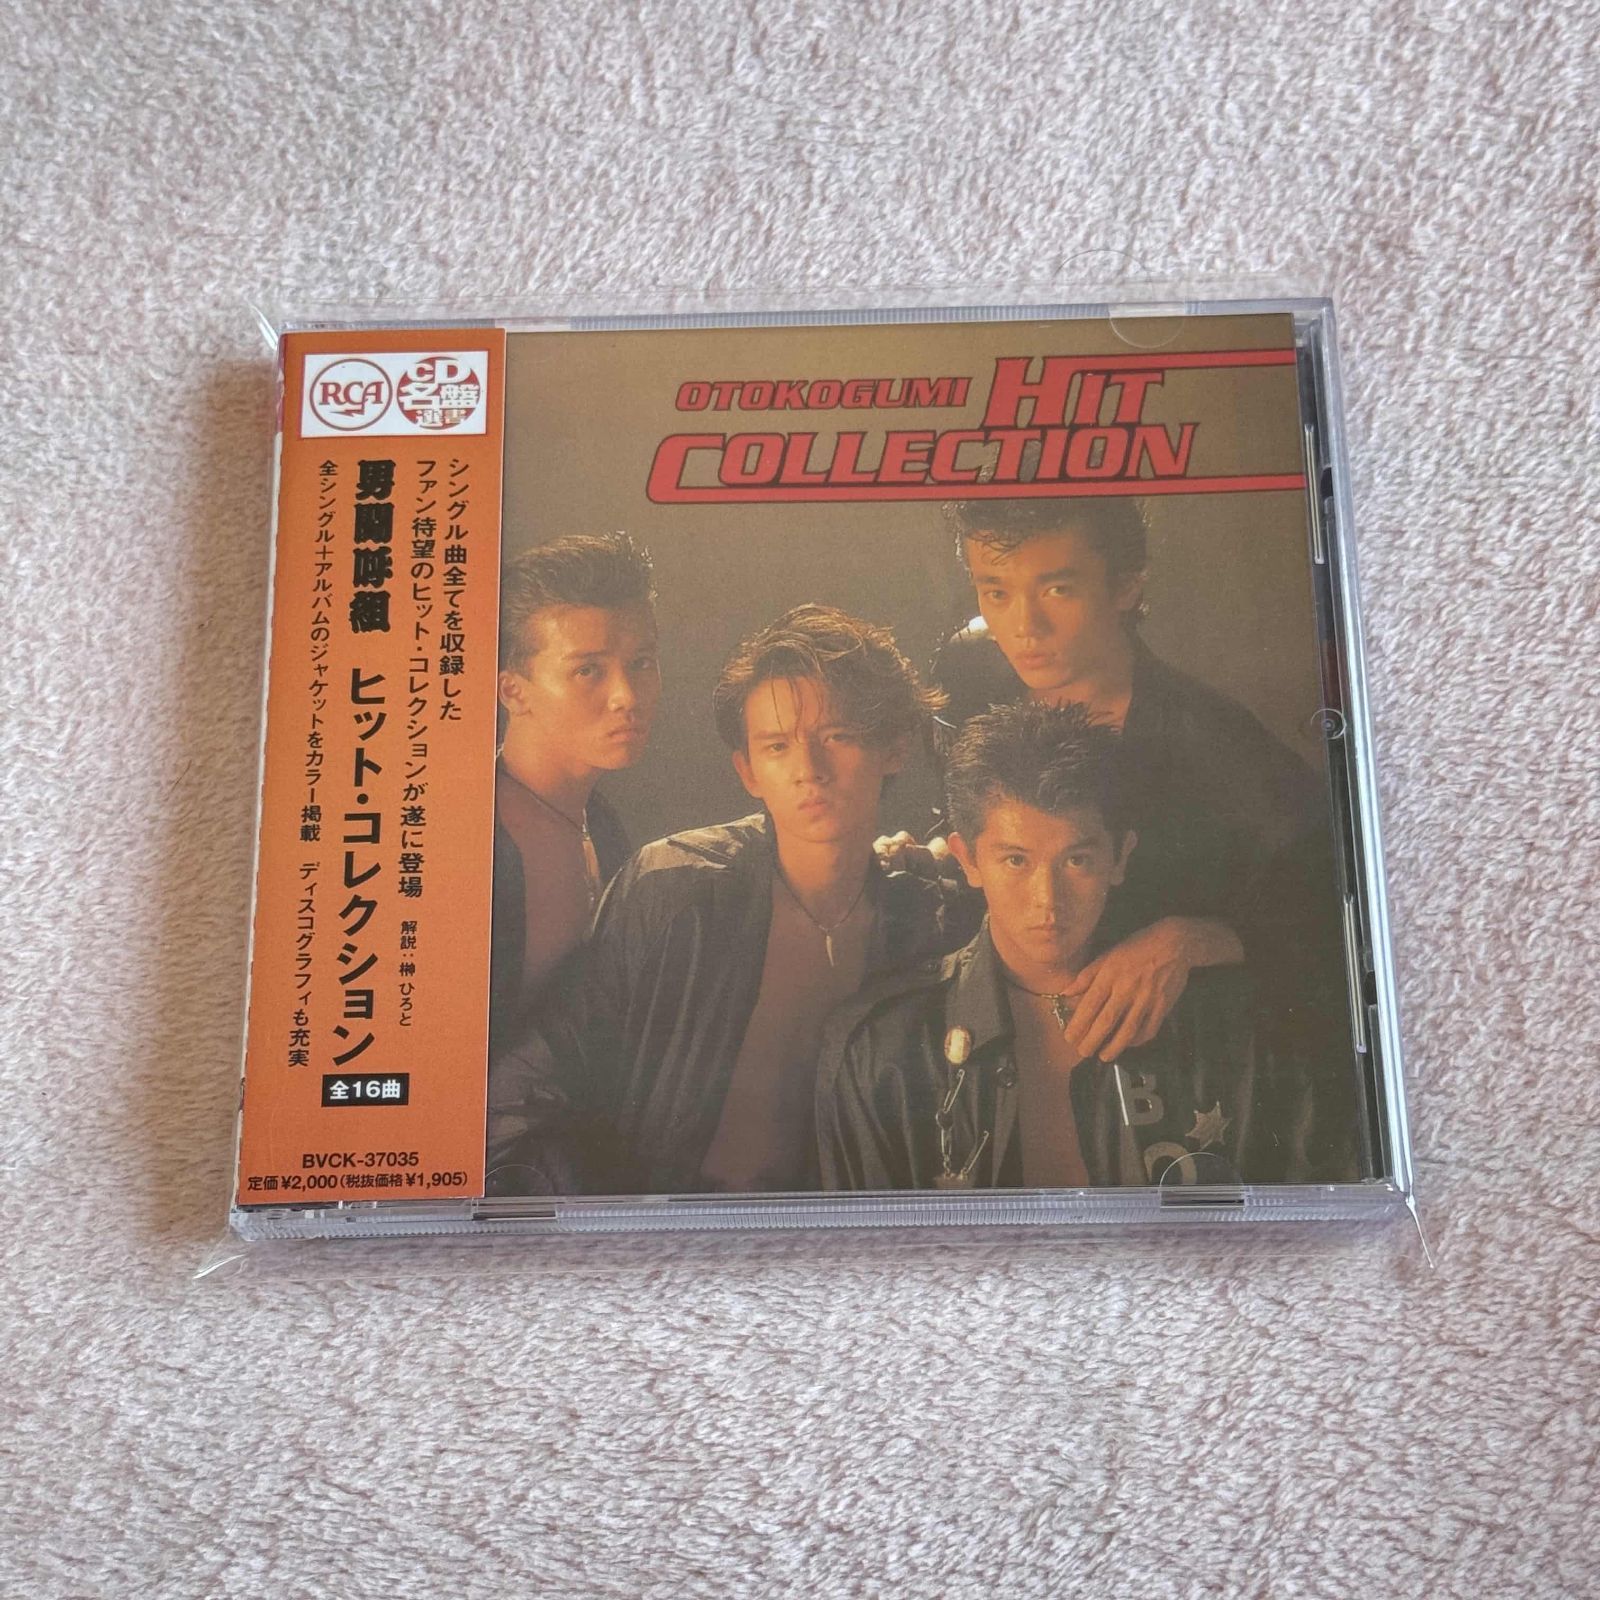 RCA
CD
名盤
選書
シングル曲全てを収録した
ファン待望のヒット・コレクションが遂に登場 解説：榊 ひろと
男闘呼組 ヒット・コレクション 全16曲
全シングル＋アルバムのジャケットをカラー掲載 ディスコグラフィも充実
BVCK-37035
定価¥2,000(税抜価格¥1,905)
OTOKOGUMI HIT
COLLECTION
BO